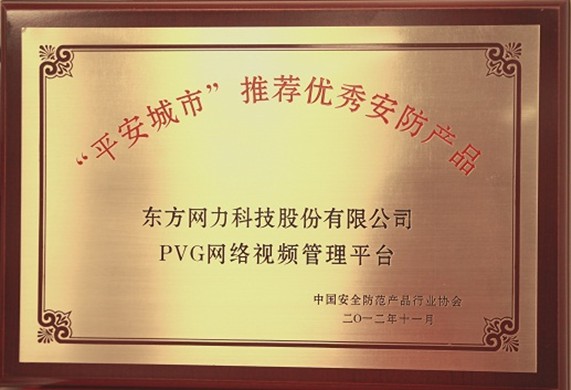 “平安城市”推荐优秀安防产品
东方网力科技股份有限公司
PVG网络视频管理平台
中国安全防范产品行业协会
二〇一二年十一月